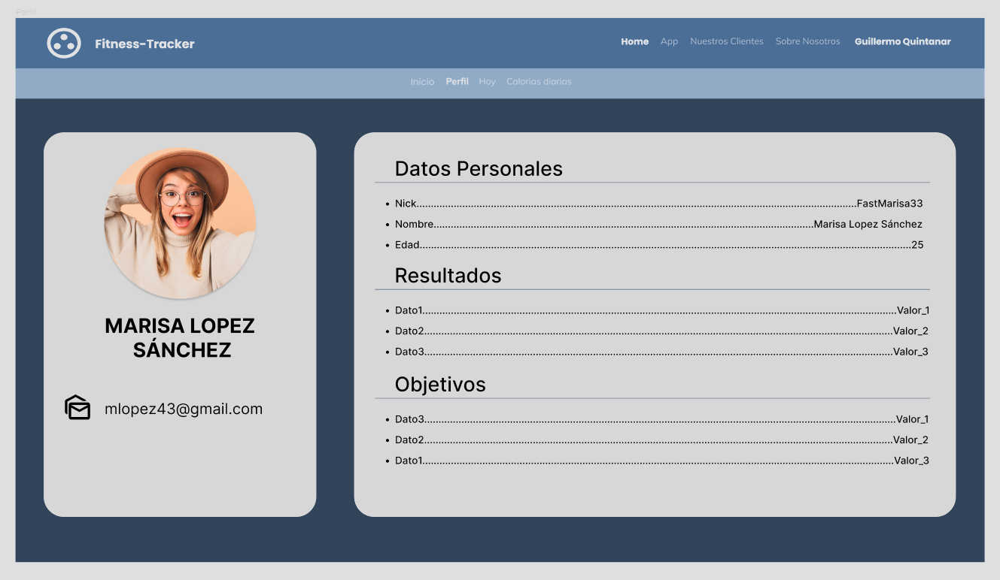 Perfil
Fitness-Tracker
Home App Nuestros Clientes Sobre Nosotros Guillermo Quintanar
Inicio Perfil Hoy Calorias diarias
MARISA LOPEZ
SÁNCHEZ
mlopez43@gmail.com
Datos Personales
• Nick..........FastMarisa33
• Nombre..........Marisa Lopez Sánchez
• Edad..........25
Resultados
• Dato1..........Valor_1
• Dato2..........Valor_2
• Dato3..........Valor_3
Objetivos
• Dato3..........Valor_1
• Dato2..........Valor_2
• Dato1..........Valor_3